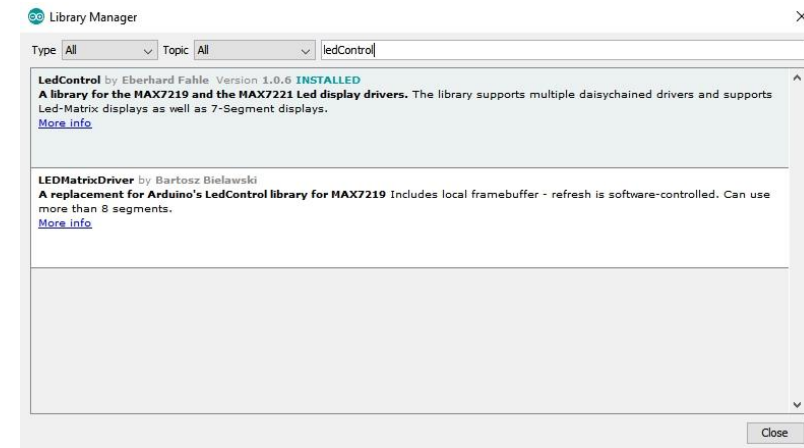 Library Manager
Type All Topic All ledControl
LedControl by Eberhard Fahle Version 1.0.6 INSTALLED
A library for the MAX7219 and the MAX7221 Led display drivers. The library supports multiple daisychained drivers and supports
Led-Matrix displays as well as 7-Segment displays.
More info
LEDMatrixDriver by Bartosz Bielawski
A replacement for Arduino's LedControl library for MAX7219 Includes local framebuffer - refresh is software-controlled. Can use
more than 8 segments.
More info
Close